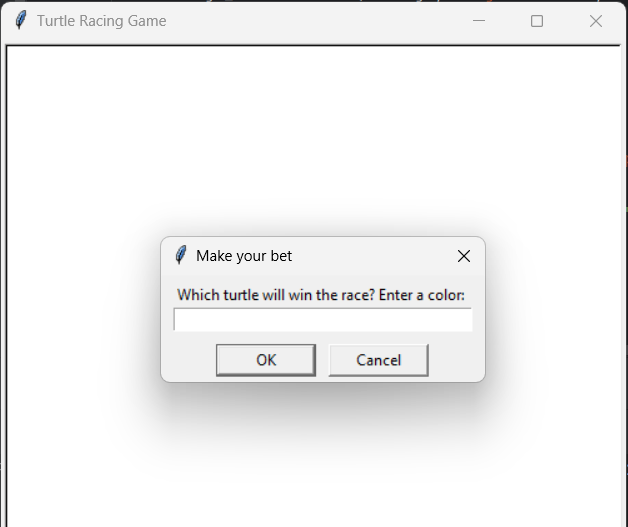 Turtle Racing Game
Make your bet
Which turtle will win the race? Enter a color:
OK Cancel